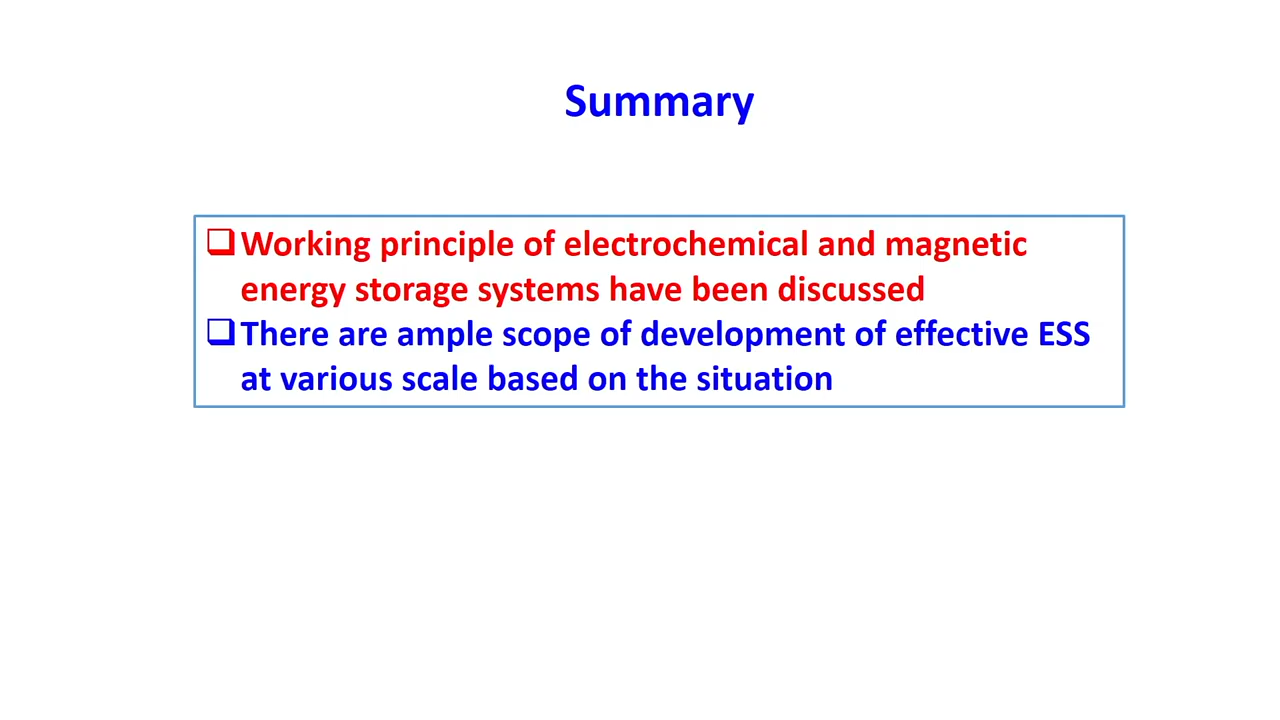 Summary
❑Working principle of electrochemical and magnetic
energy storage systems have been discussed
❑There are ample scope of development of effective ESS
at various scale based on the situation